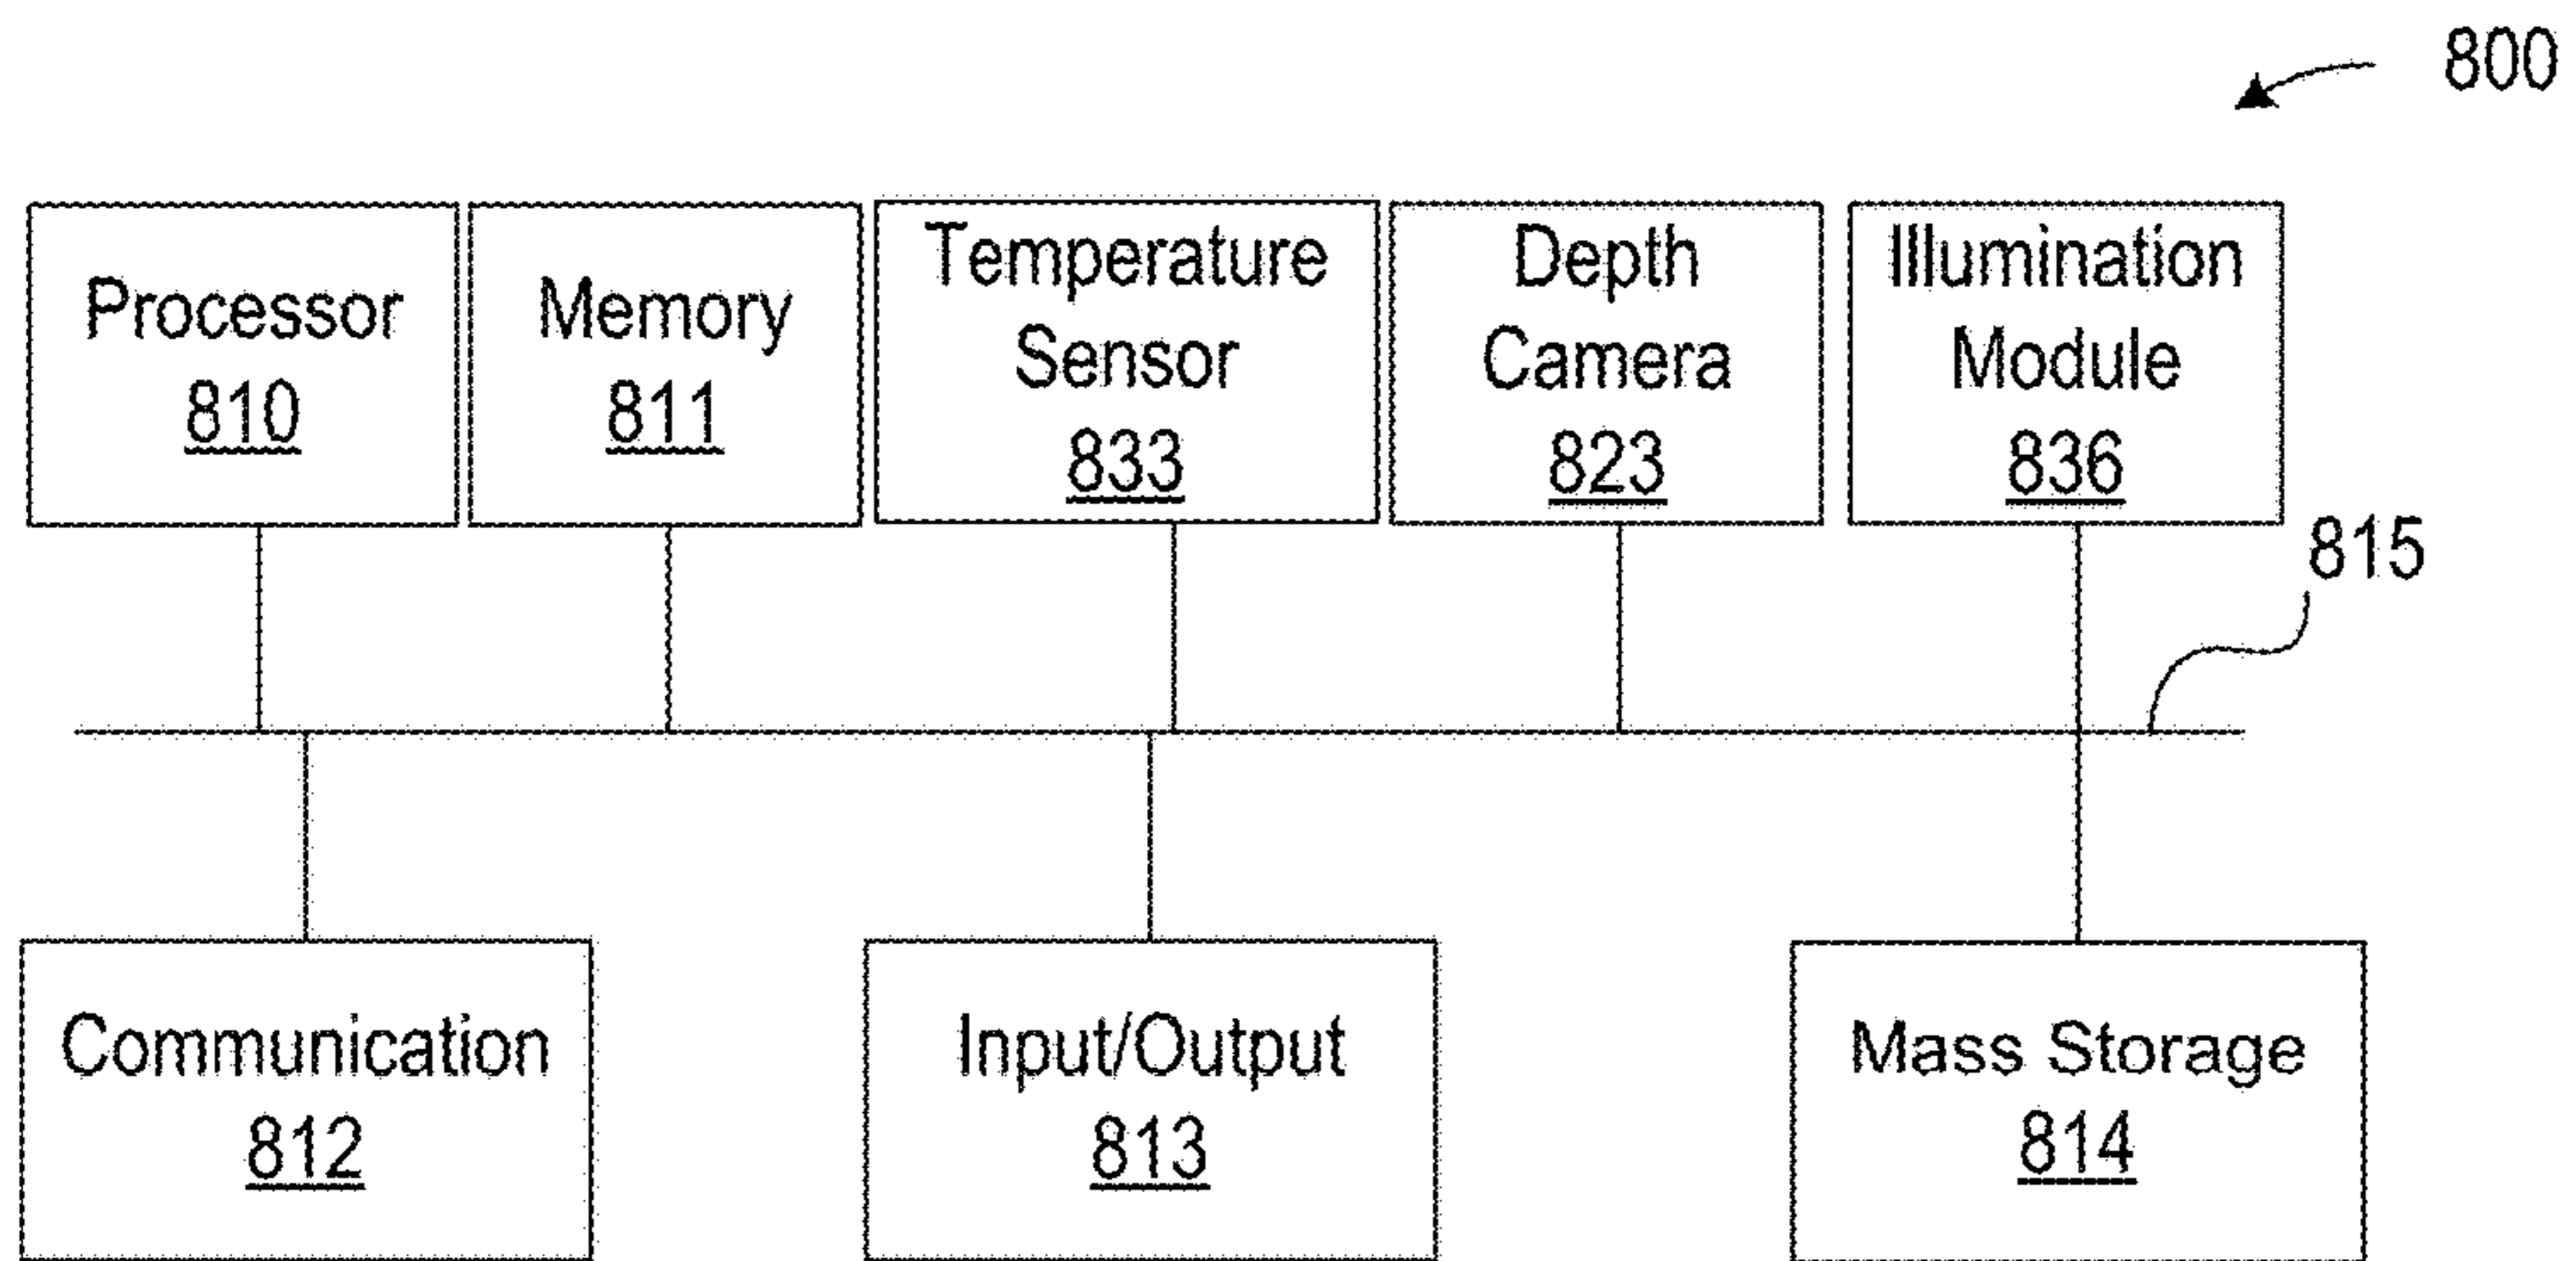 800
Processor
810
Memory
811
Temperature
Sensor
833
Depth
Camera
823
Illumination
Module
836
815
Communication
812
Input/Output
813
Mass Storage
814